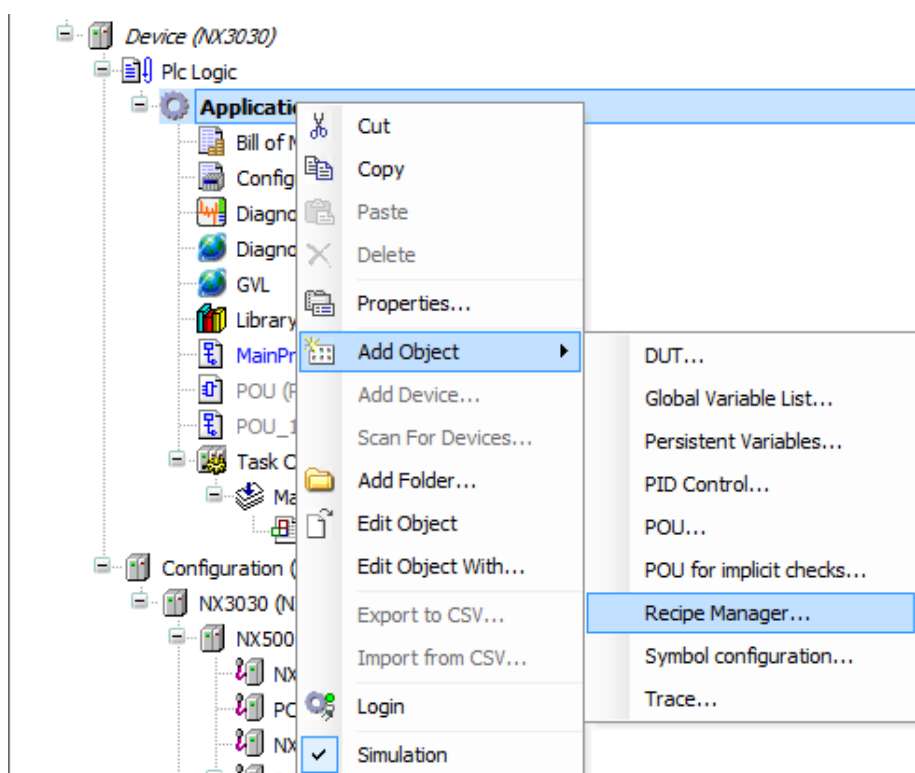 Device (NX3030)
Plc Logic
Applicatio
Bill of M
Config
Diagno
Diagno
GVL
Library
MainPr
POU (P
POU_1
Task C
Ma
Configuration (
NX3030 (N
NX500
NX
PO
NX
Cut
Copy
Paste
Delete
Properties...
Add Object
Add Device...
Scan For Devices...
Add Folder...
Edit Object
Edit Object With...
Export to CSV...
Import from CSV...
Login
Simulation
DUT...
Global Variable List...
Persistent Variables...
PID Control...
POU...
POU for implicit checks...
Recipe Manager...
Symbol configuration...
Trace...